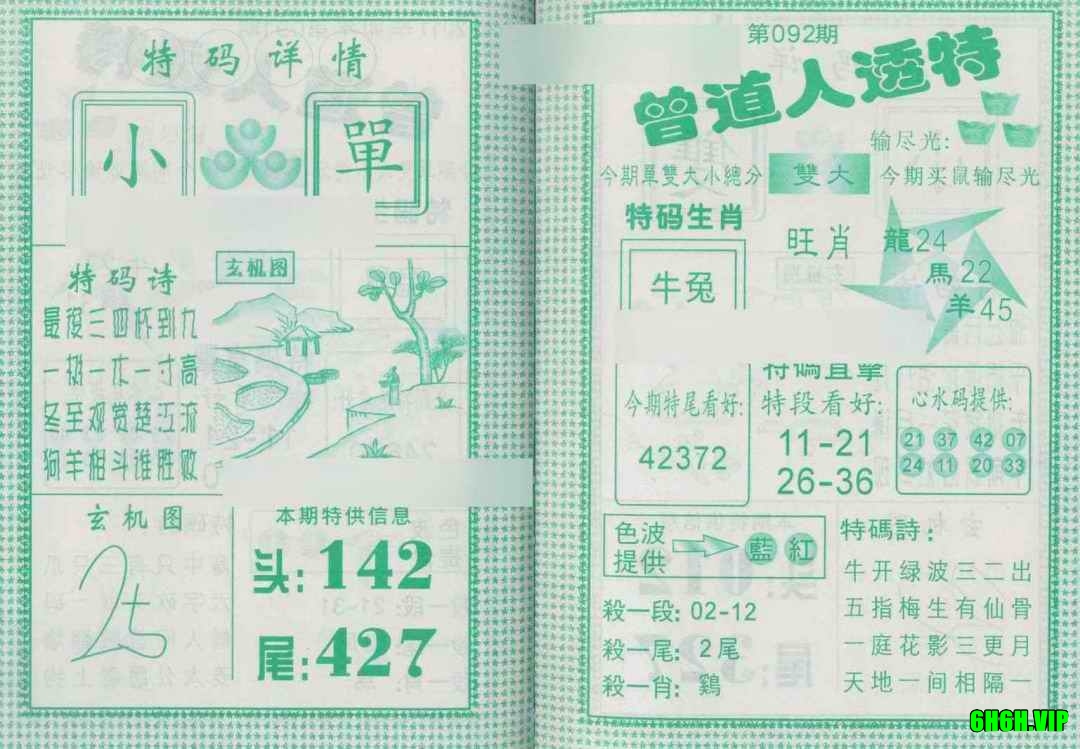 特码详情
小
單
特码诗
最後三四杯到九
一树一木一寸高
冬至观赏楚江流
狗羊相斗谁胜败
玄机图
玄机图
本期特供信息
头:142
尾:427
第092期
曾道人透特
输尽光:
今期單雙大小總分
雙大
今期买鼠输尽光
特码生肖
牛兔
旺肖
龍24
馬22
羊45
今期特尾看好:
42372
特段看好:
11-21
26-36
心水码提供:
21 37 42 07
24 11 20 33
色波
提供
藍 紅
殺一段: 02-12
殺一尾: 2尾
殺一肖: 鷄
特碼詩:
牛开绿波三二出
五指梅生有仙骨
一庭花影三更月
天地一间相隔一
6H6H.VIP